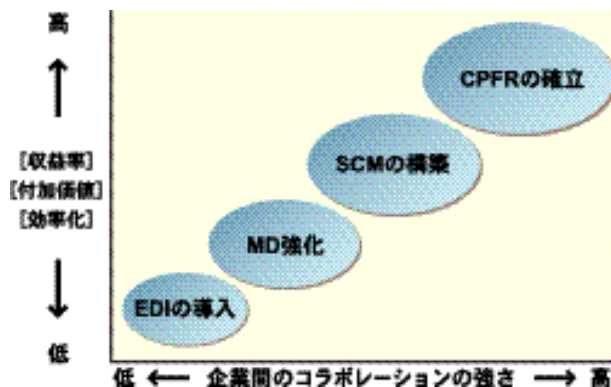 高
CPFRの確立
[収益率]
[付加価値]
[効率化]
SCMの構築
MD強化
EDIの導入
低
低 ← 企業間のコラボレーションの強さ → 高